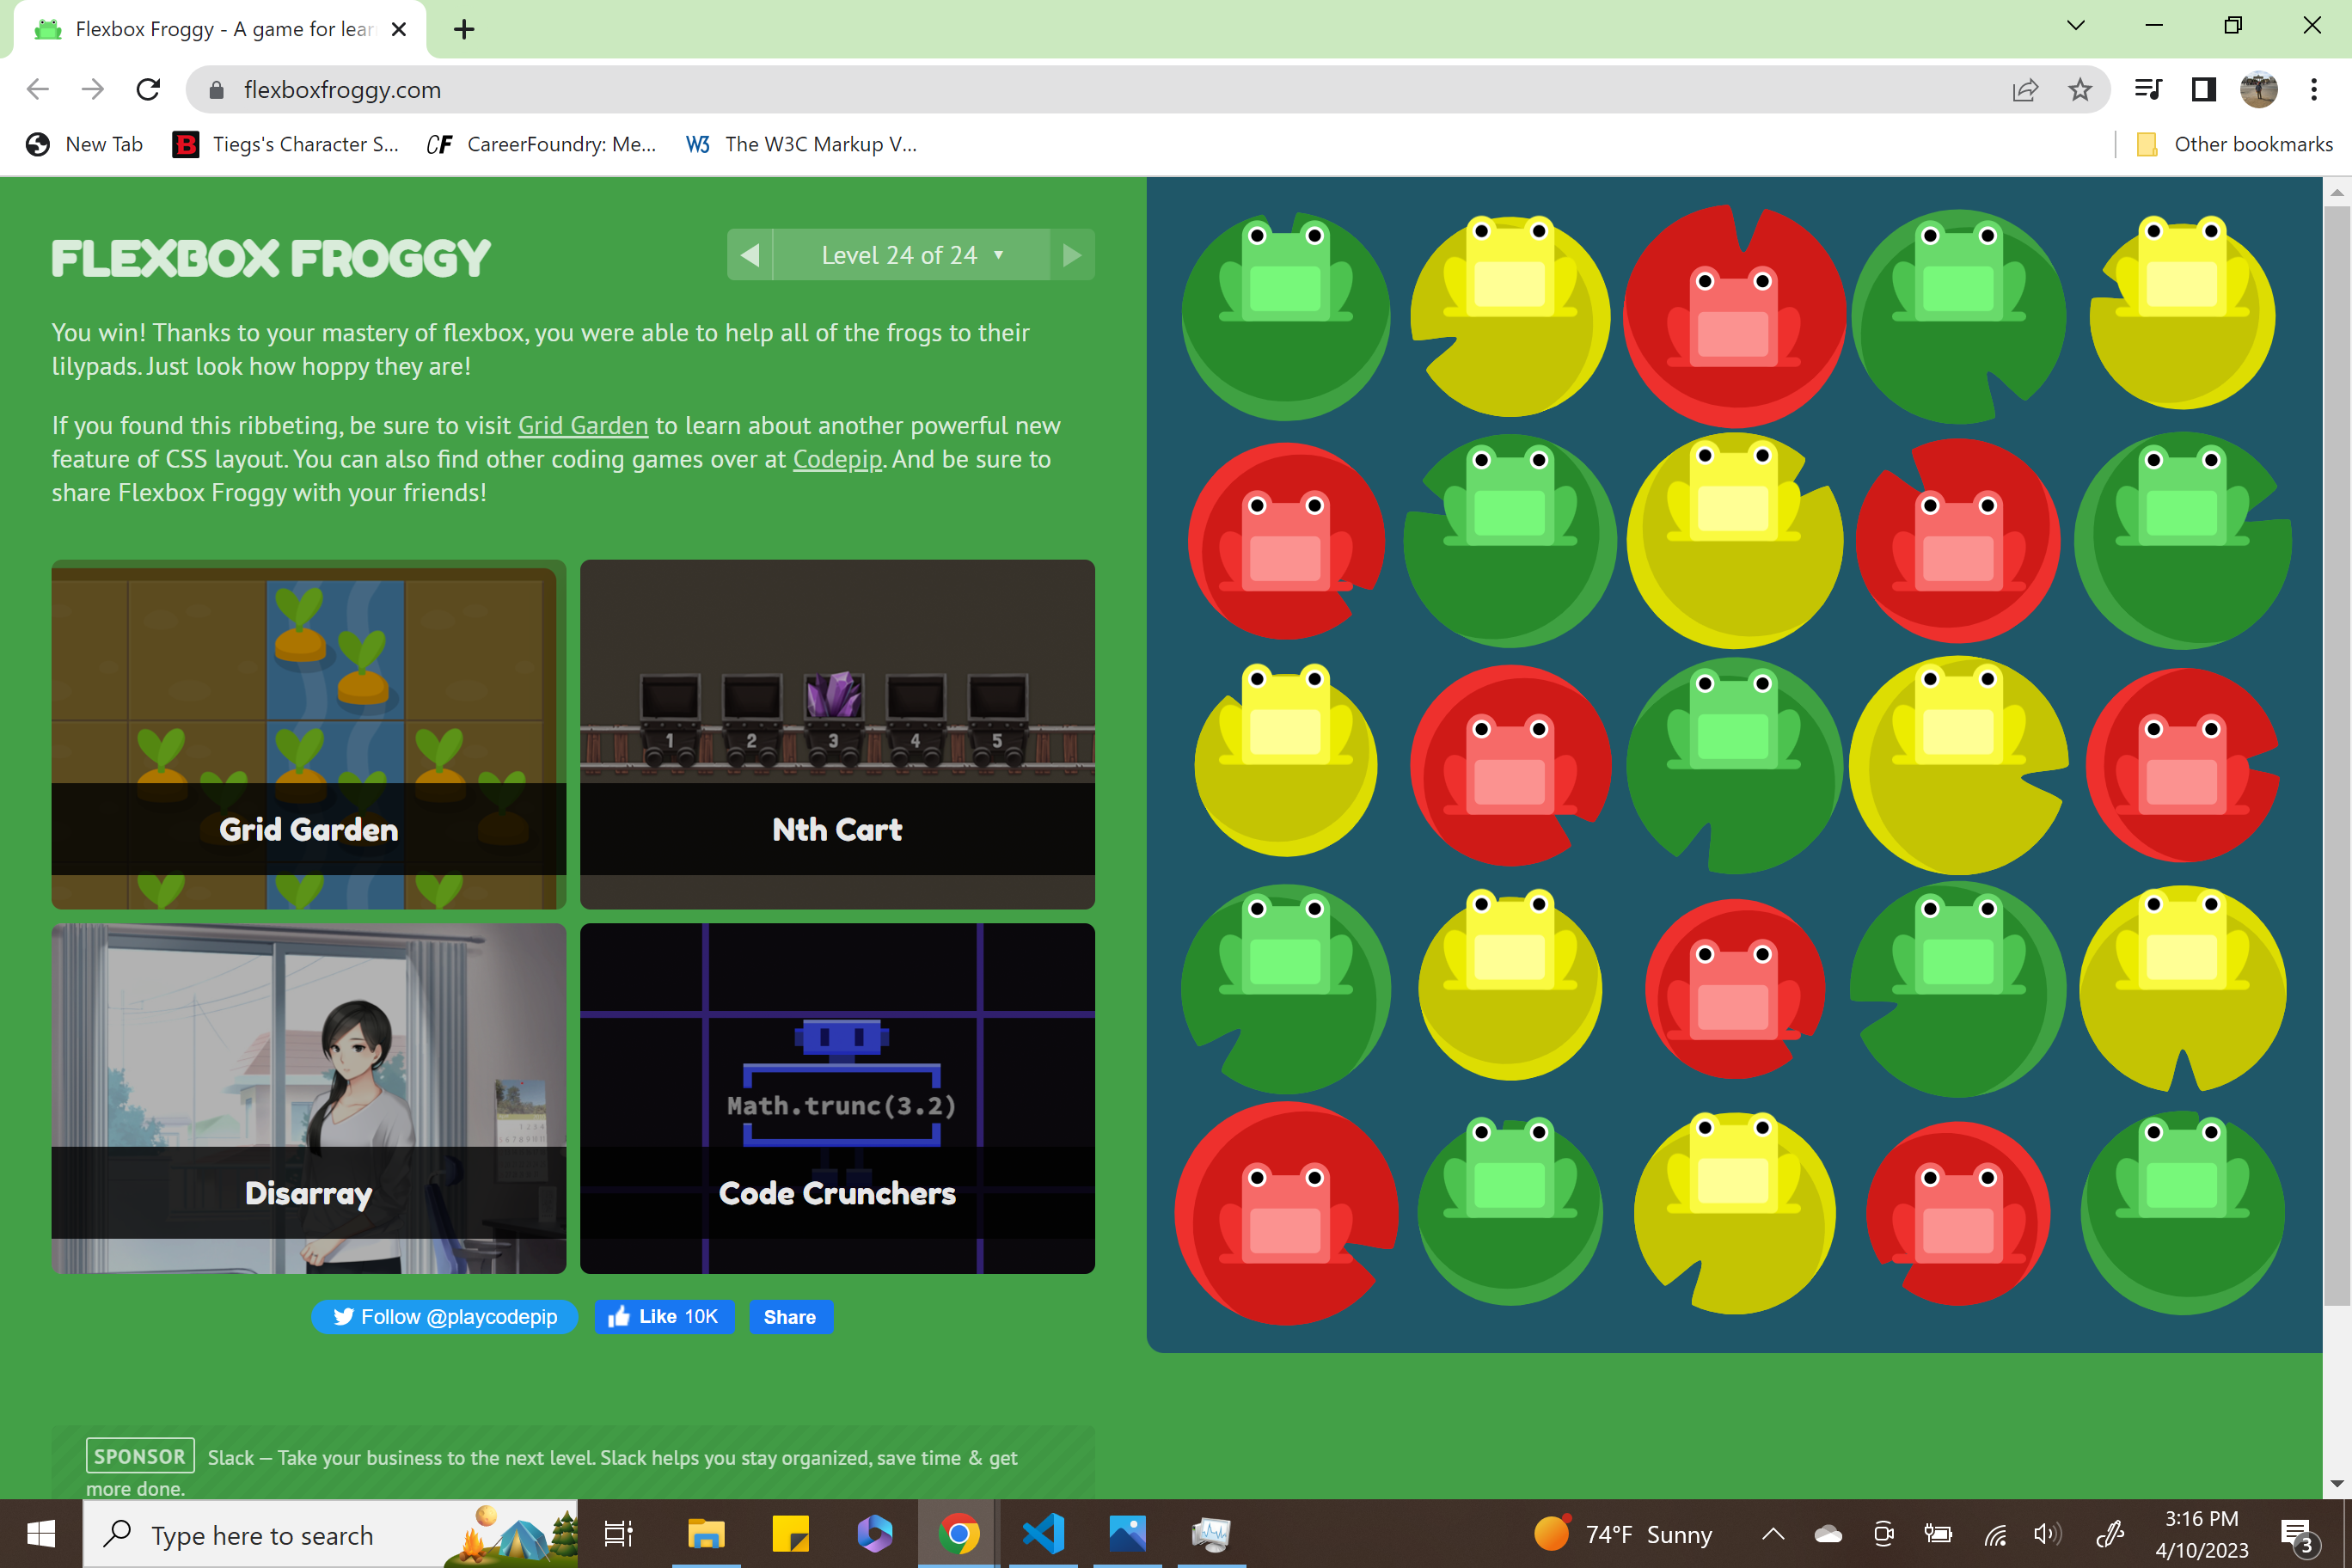 Flexbox Froggy - A game for lear
flexboxfroggy.com
New Tab
B Tiegs's Character S...
CF CareerFoundry: Me...
W3 The W3C Markup V...
Other bookmarks
FLEXBOX FROGGY
Level 24 of 24
You win! Thanks to your mastery of flexbox, you were able to help all of the frogs to their
lilypads. Just look how hoppy they are!
If you found this ribbeting, be sure to visit Grid Garden to learn about another powerful new
feature of CSS layout. You can also find other coding games over at Codepip. And be sure to
share Flexbox Froggy with your friends!
Grid Garden
1 2 3 4 5
Nth Cart
Disarray
Math.trunc(3.2)
Code Crunchers
Follow @playcodepip
Like 10K
Share
SPONSOR Slack — Take your business to the next level. Slack helps you stay organized, save time & get
more done.
Type here to search
74°F Sunny
3:16 PM
4/10/2023
3